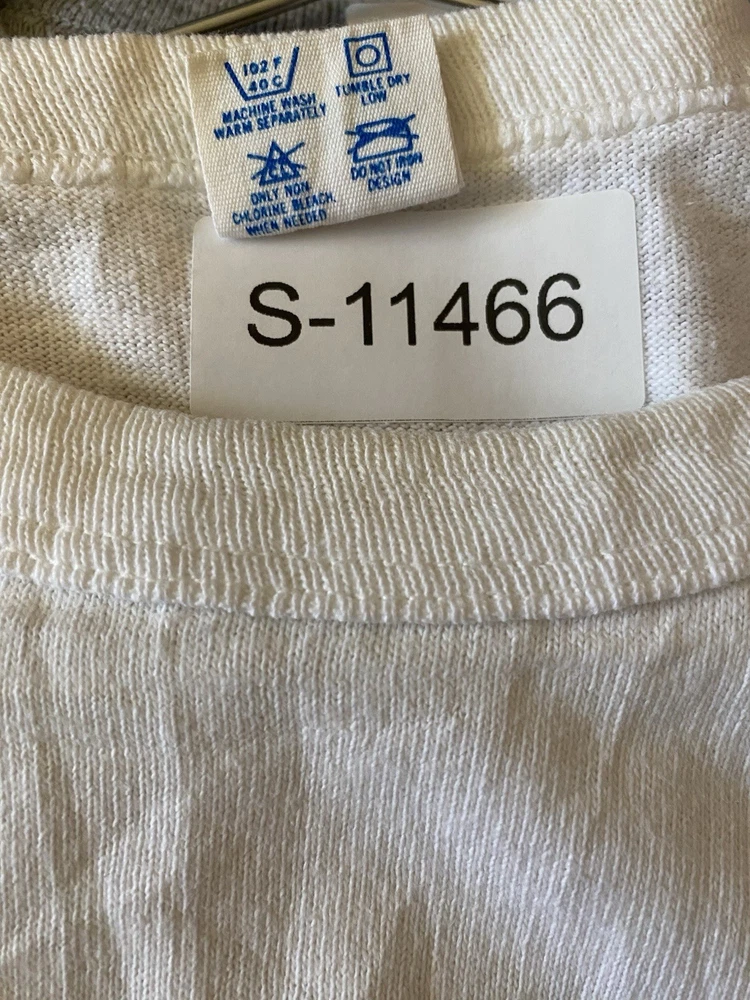 102 F
40 C
MACHINE WASH
WARM SEPARATELY
TUMBLE DRY
LOW
CL
ONLY NON
CHLORINE BLEACH
WHEN NEEDED
DO NOT IRON
DESIGN
S-11466